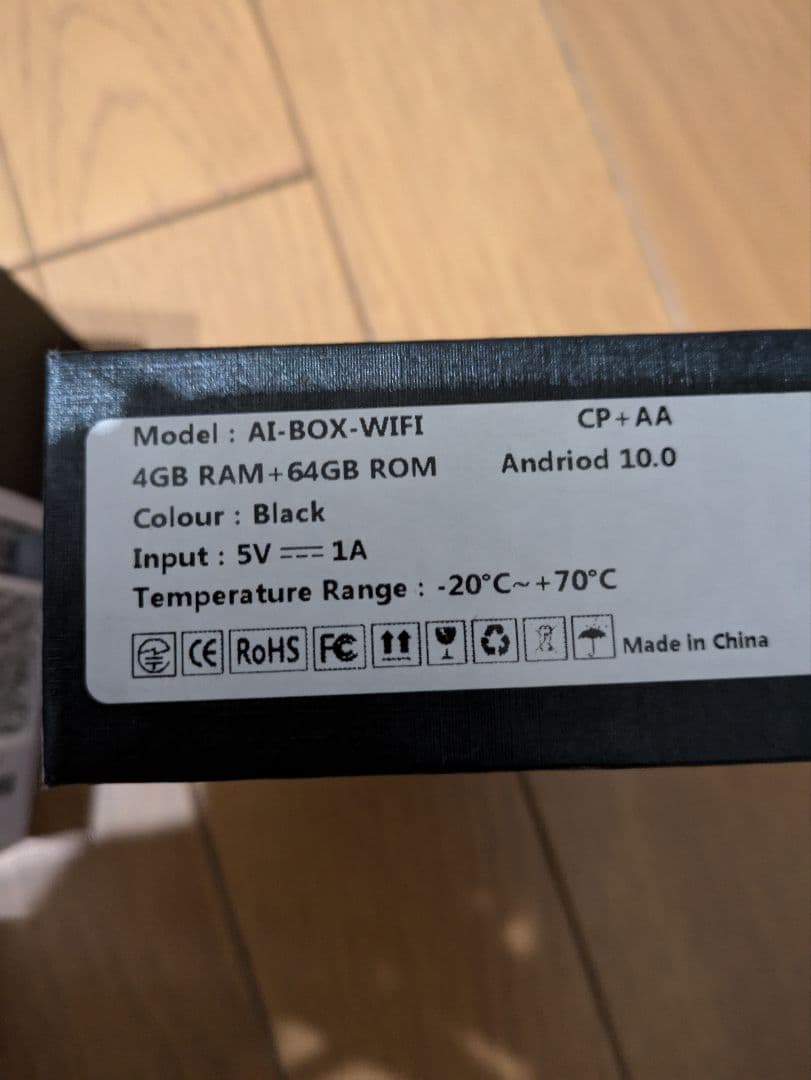 Model : AI-BOX-WIFI CP+AA
4GB RAM+64GB ROM Andriod 10.0
Colour : Black
Input : 5V ⎓ 1A
Temperature Range : -20°C~+70°C
CE RoHS FC Made in China